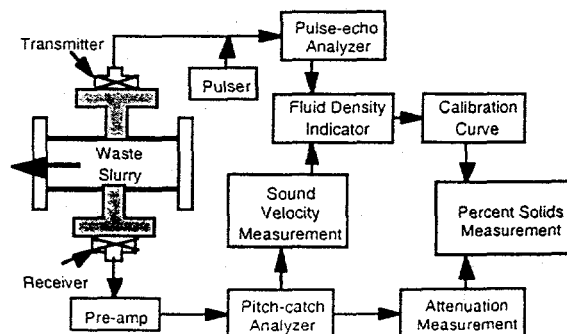 Transmitter
Pulse-echo
Analyzer
Pulser
Fluid Density
Indicator
Calibration
Curve
Waste
Slurry
Sound
Velocity
Measurement
Percent Solids
Measurement
Receiver
Pre-amp
Pitch-catch
Analyzer
Attenuation
Measurement